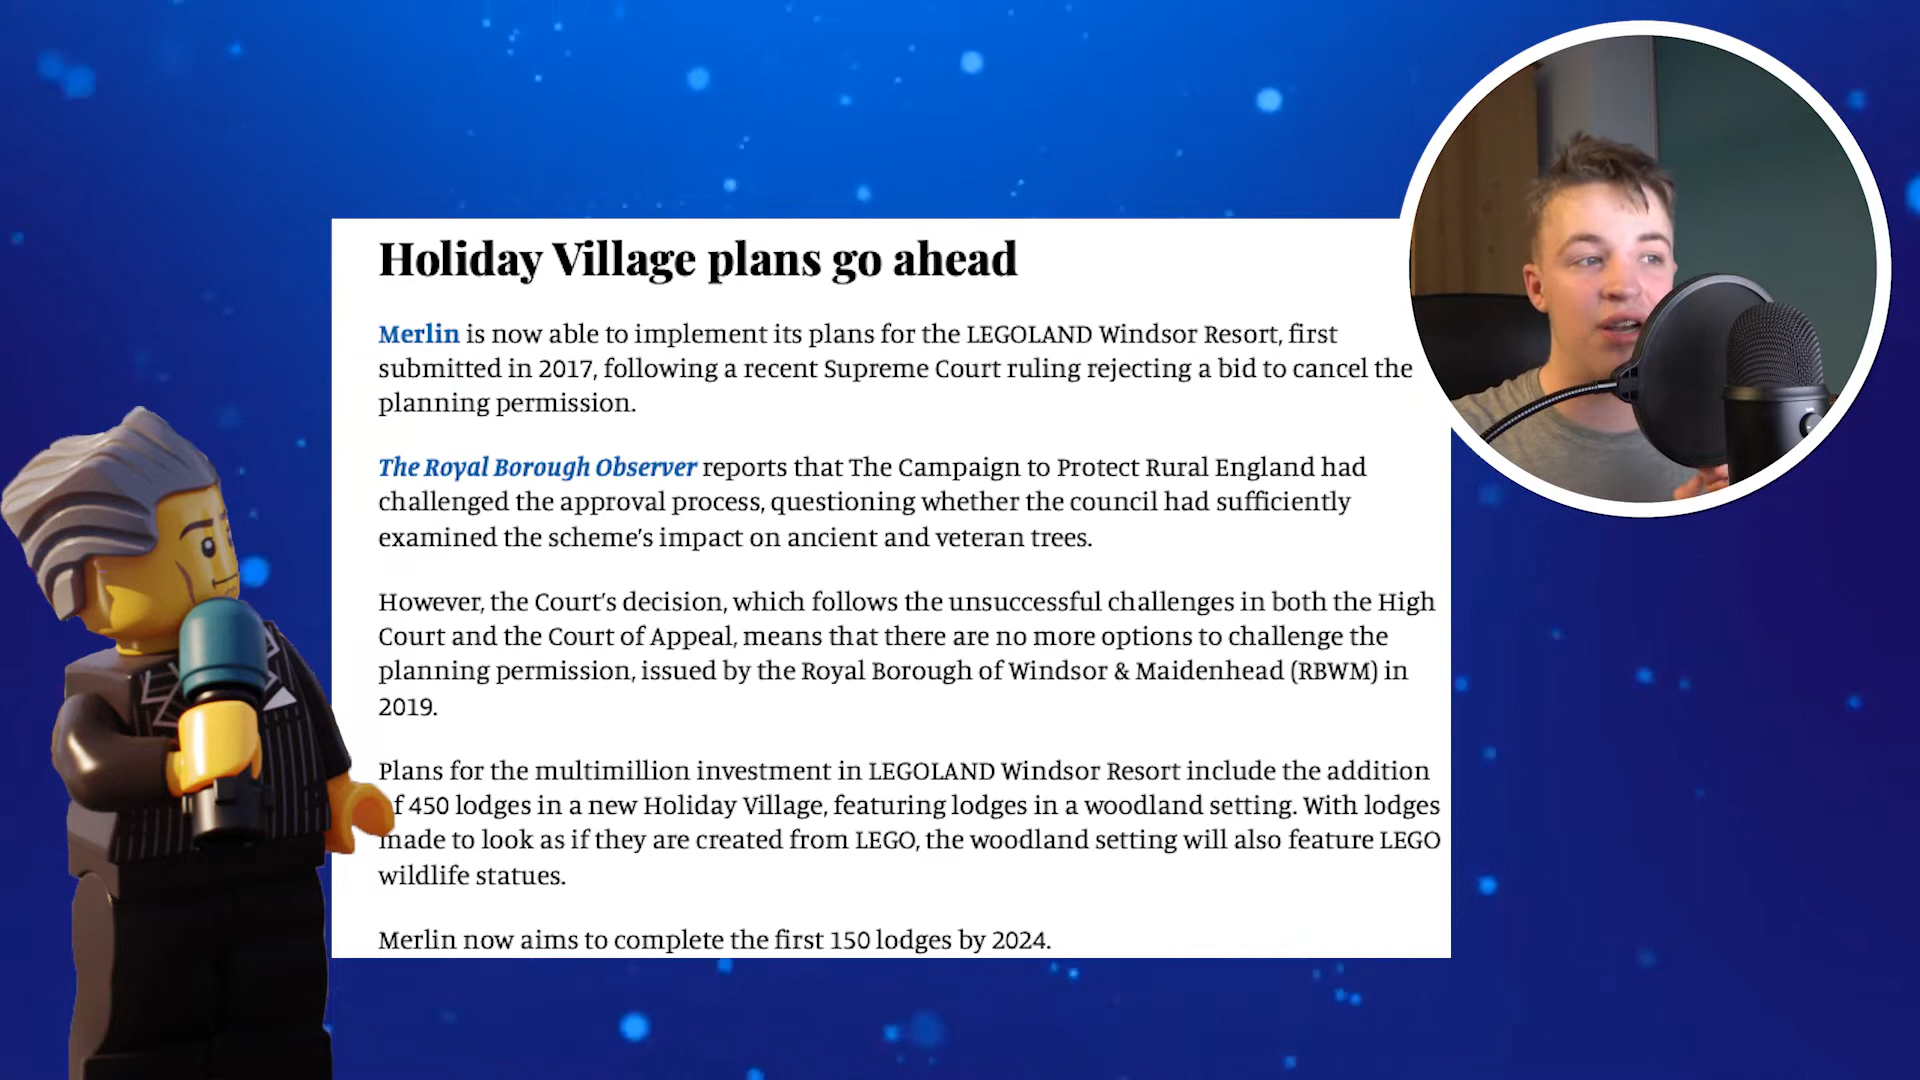 Holiday Village plans go ahead
Merlin is now able to implement its plans for the LEGOLAND Windsor Resort, first
submitted in 2017, following a recent Supreme Court ruling rejecting a bid to cancel the
planning permission.
The Royal Borough Observer reports that The Campaign to Protect Rural England had
challenged the approval process, questioning whether the council had sufficiently
examined the scheme's impact on ancient and veteran trees.
However, the Court's decision, which follows the unsuccessful challenges in both the High
Court and the Court of Appeal, means that there are no more options to challenge the
planning permission, issued by the Royal Borough of Windsor & Maidenhead (RBWM) in
2019.
Plans for the multimillion investment in LEGOLAND Windsor Resort include the addition
of 450 lodges in a new Holiday Village, featuring lodges in a woodland setting. With lodges
made to look as if they are created from LEGO, the woodland setting will also feature LEGO
wildlife statues.
Merlin now aims to complete the first 150 lodges by 2024.